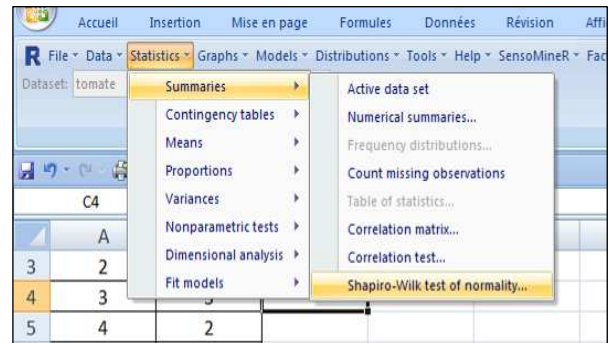 Accueil Insertion Mise en page Formules Données Révision Affi
R File Data Statistics Graphs Models Distributions Tools Help SensoMineR Fac
Dataset: tomate
Summaries
Contingency tables
Means
Proportions
Variances
Nonparametric tests
Dimensional analysis
Fit models
Active data set
Numerical summaries...
Frequency distributions...
Count missing observations
Table of statistics...
Correlation matrix...
Correlation test...
Shapiro-Wilk test of normality...
C4
A
3 2
4 3
5 4 2